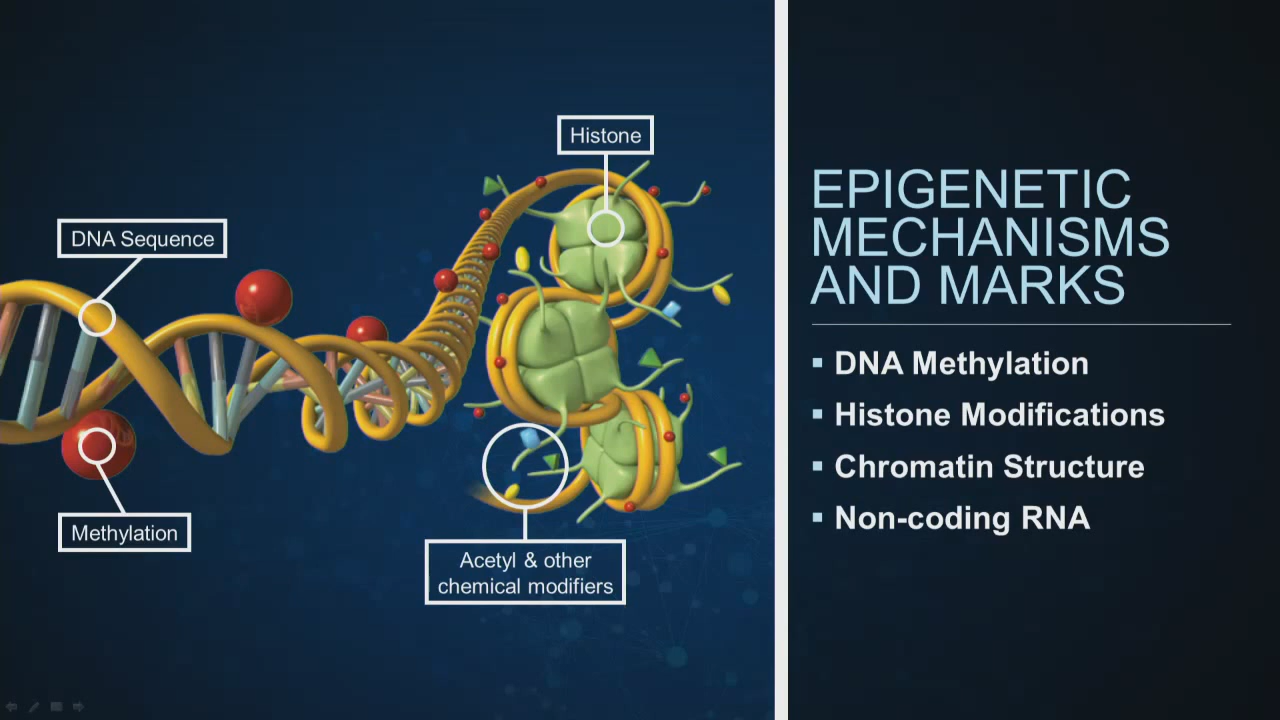 Histone
DNA Sequence
Methylation
Acetyl & other
chemical modifiers
EPIGENETIC
MECHANISMS
AND MARKS
▪ DNA Methylation
▪ Histone Modifications
▪ Chromatin Structure
▪ Non-coding RNA